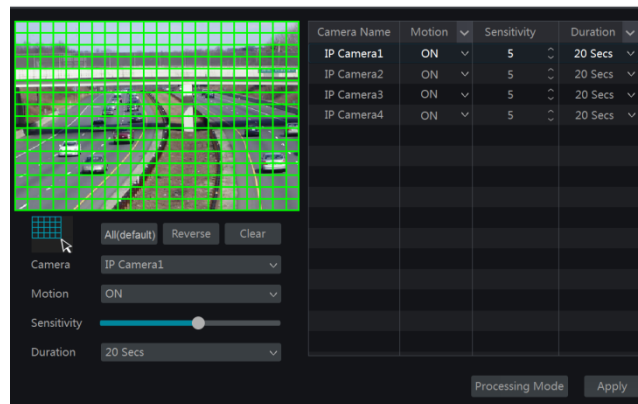 Camera Name Motion Sensitivity Duration
IP Camera1 ON 5 20 Secs
IP Camera2 ON 5 20 Secs
IP Camera3 ON 5 20 Secs
IP Camera4 ON 5 20 Secs
All(default) Reverse Clear
Camera IP Camera1
Motion ON
Sensitivity
Duration 20 Secs
Processing Mode Apply